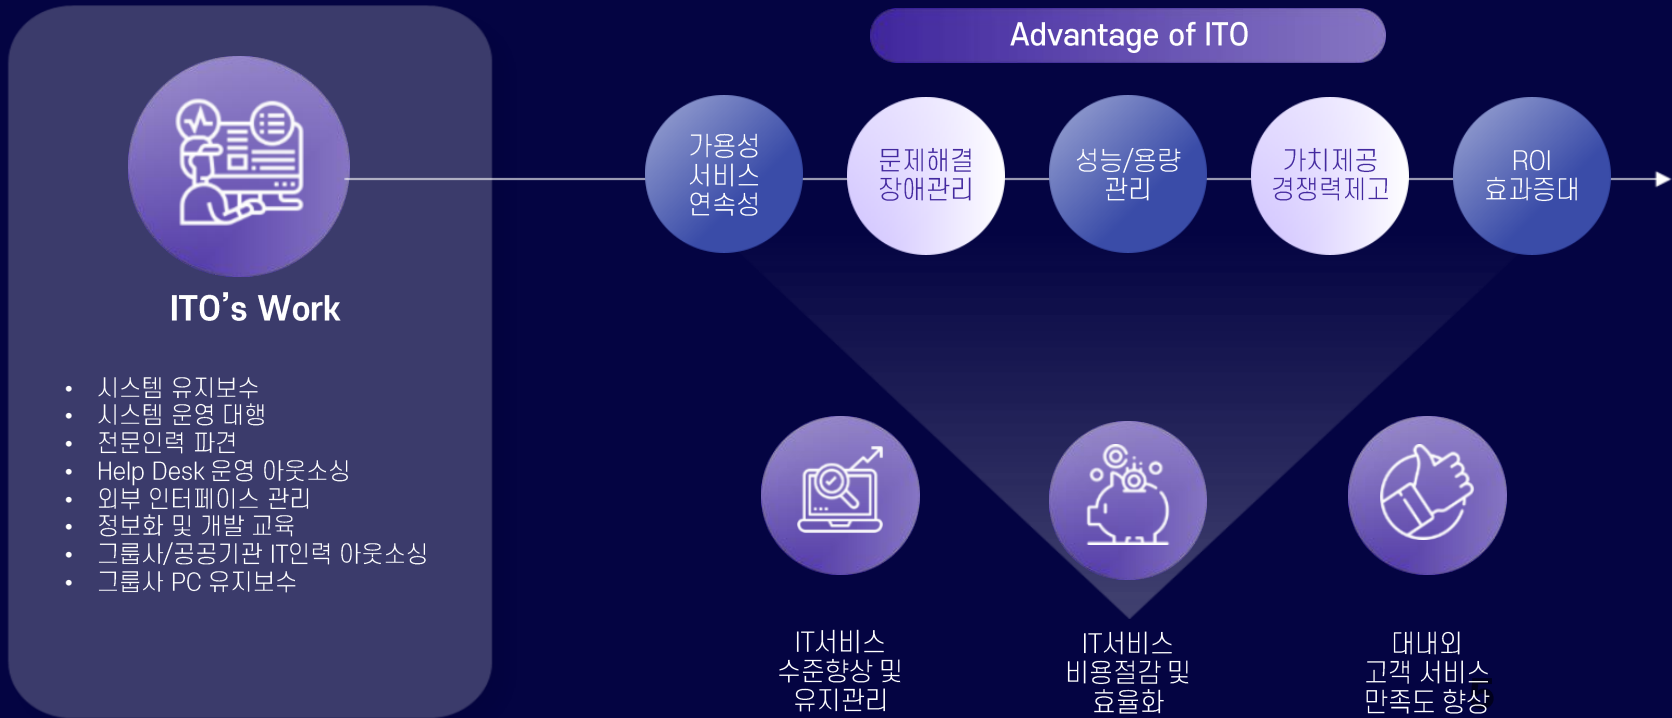 ITO's Work
• 시스템 유지보수
• 시스템 운영 대행
• 전문인력 파견
• Help Desk 운영 아웃소싱
• 외부 인터페이스 관리
• 정보화 및 개발 교육
• 그룹사/공공기관 IT인력 아웃소싱
• 그룹사 PC 유지보수
Advantage of ITO
가용성
서비스
연속성
문제해결
장애관리
성능/용량
관리
가치제공
경쟁력제고
ROI
효과증대
IT서비스
수준향상 및
유지관리
IT서비스
비용절감 및
효율화
대내외
고객 서비스
만족도 향상